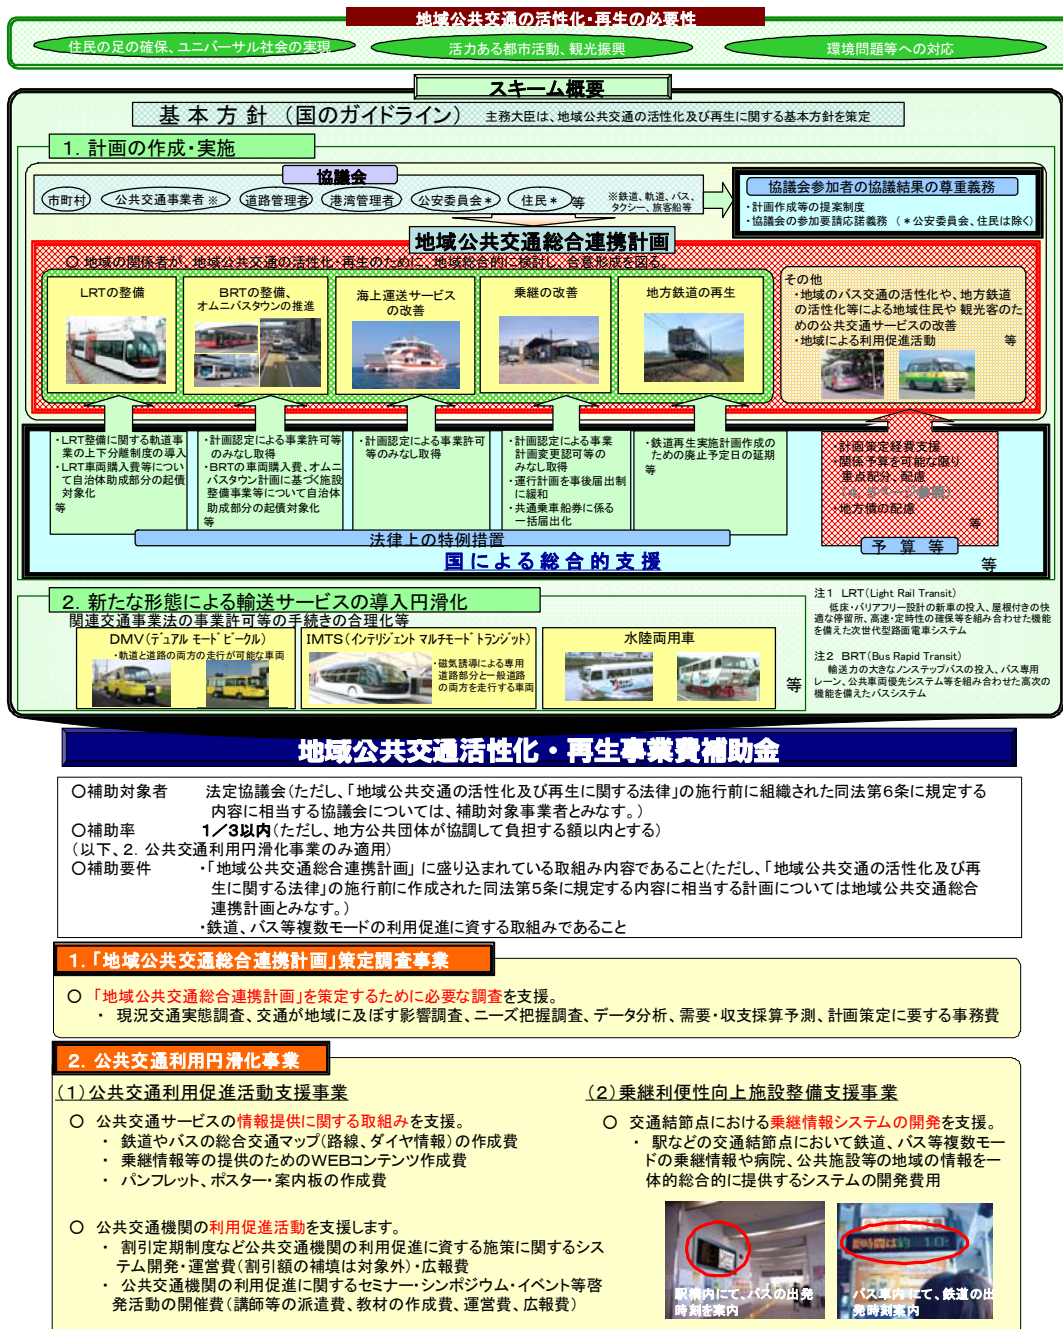 地域公共交通の活性化・再生の必要性
住民の足の確保、ユニバーサル社会の実現
活力ある都市活動、観光振興
環境問題等への対応
スキーム概要
基本方針（国のガイドライン） 主務大臣は、地域公共交通の活性化及び再生に関する基本方針を策定
１．計画の作成・実施
協議会
市町村
公共交通事業者※
道路管理者
港湾管理者
公安委員会＊
住民＊
等
※鉄道、軌道、バス、
タクシー、旅客船等
協議会参加者の協議結果の尊重義務
・計画作成等の提案制度
・協議会の参加要請応諾義務 （＊公安委員会、住民は除く）
地域公共交通総合連携計画
〇 地域の関係者が、地域公共交通の活性化・再生のために、地域総合的に検討し、合意形成を図る。
LRTの整備
BRTの整備、
オムニバスタウンの推進
海上運送サービス
の改善
乗継の改善
地方鉄道の再生
その他
・地域のバス交通の活性化や、地方鉄道
の活性化等による地域住民や観光客のた
めの公共交通サービスの改善
・地域による利用促進活動 等
・LRT整備に関する軌道事
業の上下分離制度の導入
・LRT車両購入費等につい
て自治体助成部分の起債
対象化
等
・計画認定による事業許可等
のみなし取得
・BRTの車両購入費、オムニ
バスタウン計画に基づく施設
整備事業等について自治体
助成部分の起債対象化
等
・計画認定による事業許可
等のみなし取得
・計画認定による事業
計画変更認可等の
みなし取得
・運行計画を事後届出制
に緩和
・共通乗車船券に係る
一括届出化
・鉄道再生実施計画作成の
ための廃止予定日の延期
等
・計画策定経費支援
・関係予算を可能な限り
重点配分、配慮
・地方債の配慮
等
法律上の特例措置
予算等
国による総合的支援
等
２．新たな形態による輸送サービスの導入円滑化
関連交通事業法の事業許可等の手続きの合理化等
DMV（デュアル モード ビークル）
・軌道と道路の両方の走行が可能な車両
IMTS（インテリジェント マルチモード トランジット）
・磁気誘導による専用
道路部分と一般道路
の両方を走行する車両
水陸両用車
等
注１ LRT（Light Rail Transit）
低床・バリアフリー設計の新車の投入、屋根付きの快
適な停留所、高速・定時性の確保等を組み合わせた機能
を備えた次世代型路面電車システム
注２ BRT（Bus Rapid Transit）
輸送力の大きなノンステップバスの投入、バス専用
レーン、公共車両優先システム等を組み合わせた高次の
機能を備えたバスシステム
地域公共交通活性化・再生事業費補助金
〇補助対象者 法定協議会（ただし、「地域公共交通の活性化及び再生に関する法律」の施行前に組織された同法第６条に規定する
内容に相当する協議会については、補助対象事業者とみなす。）
〇補助率 １／３以内（ただし、地方公共団体が協調して負担する額以内とする）
（以下、２．公共交通利用円滑化事業のみ適用）
〇補助要件 ・「地域公共交通総合連携計画」に盛り込まれている取組み内容であること（ただし、「地域公共交通の活性化及び再
生に関する法律」の施行前に作成された同法第５条に規定する内容に相当する計画については地域公共交通総合
連携計画とみなす。）
・鉄道、バス等複数モードの利用促進に資する取組みであること
１．「地域公共交通総合連携計画」策定調査事業
〇 「地域公共交通総合連携計画」を策定するために必要な調査を支援。
・ 現況交通実態調査、交通が地域に及ぼす影響調査、ニーズ把握調査、データ分析、需要・収支採算予測、計画策定に要する事務費
２．公共交通利用円滑化事業
（１）公共交通利用促進活動支援事業
〇 公共交通サービスの情報提供に関する取組みを支援。
・ 鉄道やバスの総合交通マップ（路線、ダイヤ情報）の作成費
・ 乗継情報等の提供のためのWEBコンテンツ作成費
・ パンフレット、ポスター・案内板の作成費
〇 公共交通機関の利用促進活動を支援します。
・ 割引定期制度など公共交通機関の利用促進に資する施策に関するシス
テム開発・運営費（割引額の補填は対象外）・広報費
・ 公共交通機関の利用促進に関するセミナー・シンポジウム・イベント等啓
発活動の開催費（講師等の派遣費、教材の作成費、運営費、広報費）
（２）乗継利便性向上施設整備支援事業
〇 交通結節点における乗継情報システムの開発を支援。
・ 駅などの交通結節点において鉄道、バス等複数モー
ドの乗継情報や病院、公共施設等の地域の情報を一
体的総合的に提供するシステムの開発費用
駅構内にて、バスの出発
時刻を案内
バス車内にて、鉄道の出
発時刻案内